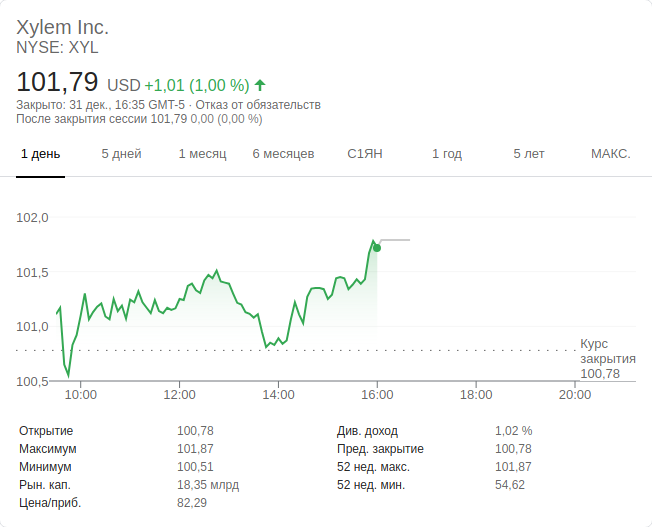 Xylem Inc.
NYSE: XYL
101,79 USD +1,01 (1,00 %)
Закрыто: 31 дек., 16:35 GMT-5 · Отказ от обязательств
После закрытия сессии 101,79 0,00 (0,00 %)
1 день 5 дней 1 месяц 6 месяцев С1ЯН 1 год 5 лет МАКС.
102,0
101,5
101,0
Курс
закрытия
100,78
100,5
10:00 12:00 14:00 16:00 18:00 20:00
Открытие 100,78 Див. доход 1,02 %
Максимум 101,87 Пред. закрытие 100,78
Минимум 100,51 52 нед. макс. 101,87
Рын. кап. 18,35 млрд 52 нед. мин. 54,62
Цена/приб. 82,29